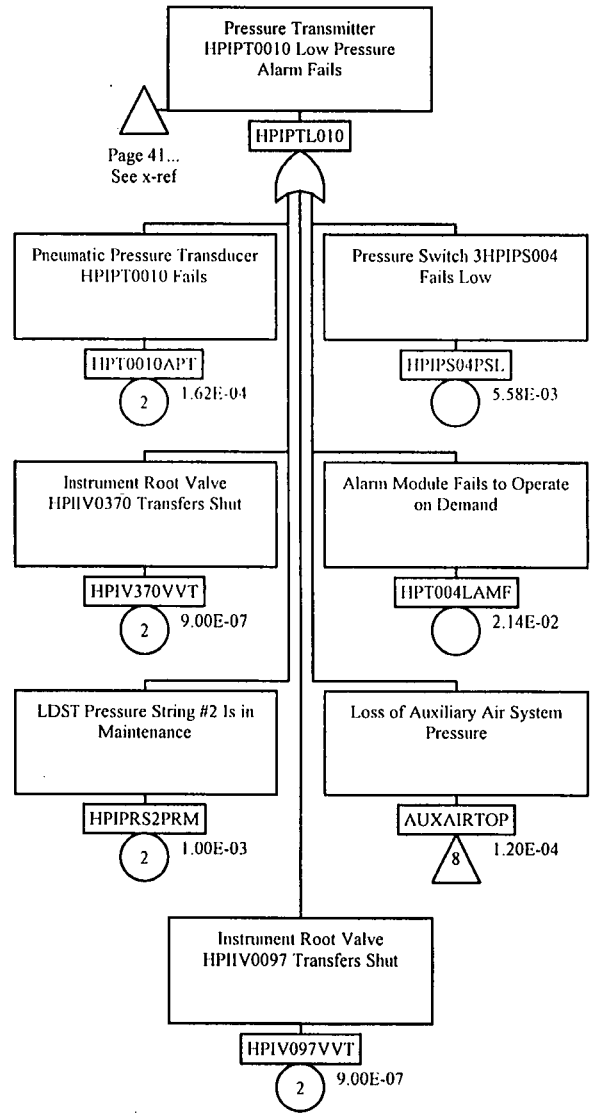 Pressure Transmitter
HPIPT0010 Low Pressure
Alarm Fails
HPIPTL010
Page 41...
See x-ref
Pneumatic Pressure Transducer
HPIPT0010 Fails
HPT0010APT
2
1.62E-04
Pressure Switch 3HPIPS004
Fails Low
HPIPS04PSL
5.58E-03
Instrument Root Valve
HPIIV0370 Transfers Shut
HPIV370VVT
2
9.00E-07
Alarm Module Fails to Operate
on Demand
HPT004LAMF
2.14E-02
LDST Pressure String #2 Is in
Maintenance
HPIPRS2PRM
2
1.00E-03
Loss of Auxiliary Air System
Pressure
AUXAIRTOP
8
1.20E-04
Instrument Root Valve
HPIIV0097 Transfers Shut
HPIV097VVT
2
9.00E-07